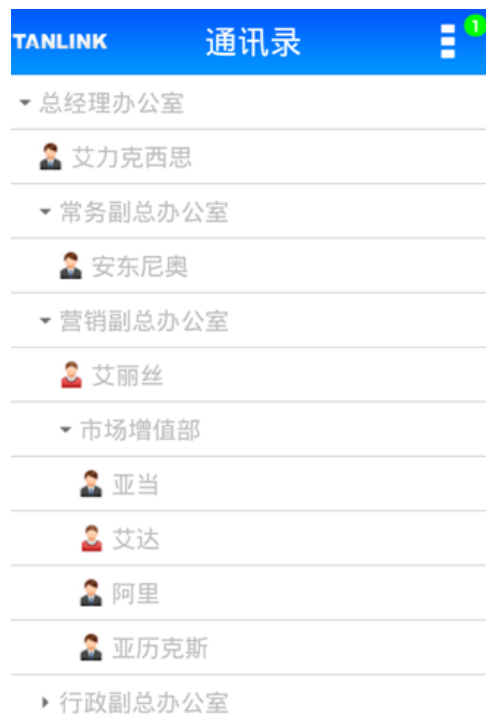 TANLINK 通讯录 1
总经理办公室
艾力克西思
常务副总办公室
安东尼奥
营销副总办公室
艾丽丝
市场增值部
亚当
艾达
阿里
亚历克斯
行政副总办公室